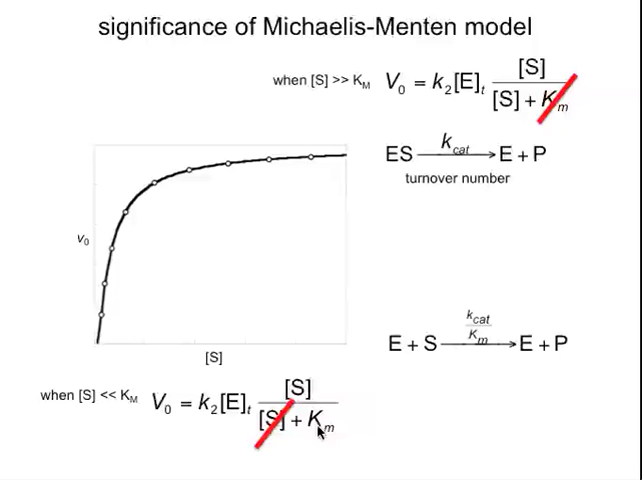 significance of Michaelis-Menten model
when [S] >> K_M V_0 = k_2[E]_t [S] / [S] + K_m
ES —k_cat→ E + P
turnover number
v_0
[S]
E + S —k_cat / K_m→ E + P
when [S] << K_M V_0 = k_2[E]_t [S] / [S] + K_m